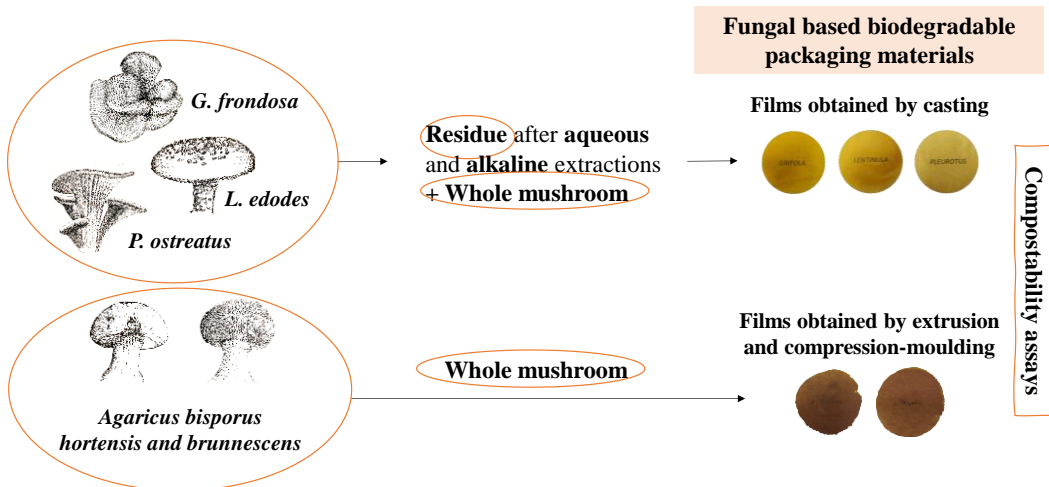 Fungal based biodegradable
packaging materials
G. frondosa
L. edodes
P. ostreatus
Residue after aqueous
and alkaline extractions
+ Whole mushroom
Films obtained by casting
GRIFOLA
LENTINULA
PLEUROTUS
Compostability assays
Agaricus bisporus
hortensis and brunnescens
Whole mushroom
Films obtained by extrusion
and compression-moulding